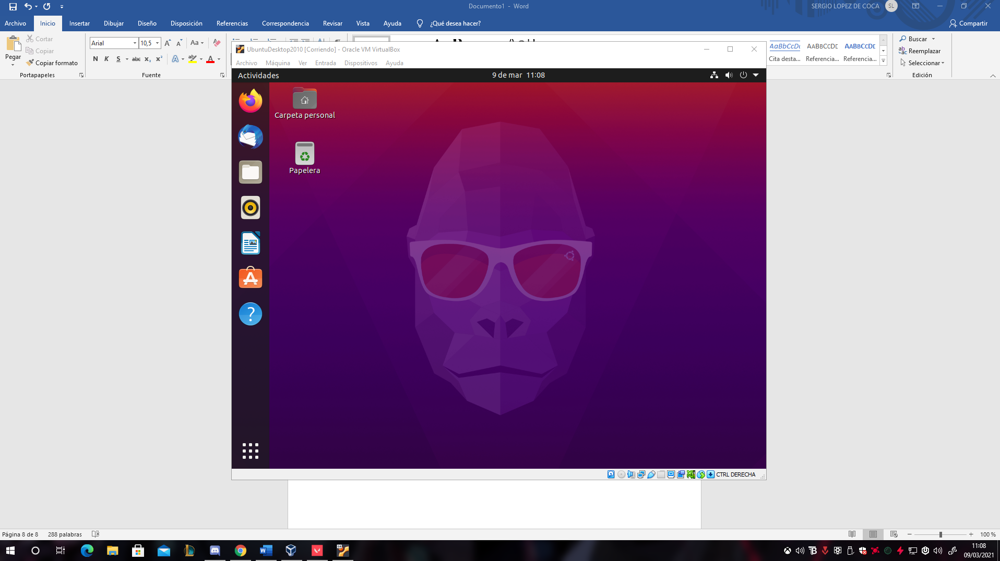 Documento1 - Word
SERGIO LOPEZ DE COCA SL
Archivo Inicio Insertar Dibujar Diseño Disposición Referencias Correspondencia Revisar Vista Ayuda ¿Qué desea hacer? Compartir
Pegar
Cortar
Copiar
Copiar formato
Portapapeles
Arial 10,5
N K S abc x₂ x² A aby A
Aa
Fuente
AaBbCcDc AABBCCDE AABBCCDE
Cita desta... Referencia... Referencia...
Buscar
Reemplazar
Seleccionar
Edición
UbuntuDesktop2010 [Corriendo] - Oracle VM VirtualBox
Archivo Máquina Ver Entrada Dispositivos Ayuda
Actividades 9 de mar 11:08
Carpeta personal
Papelera
CTRL DERECHA
Página 8 de 8 288 palabras 100 %
11:08
09/03/2021